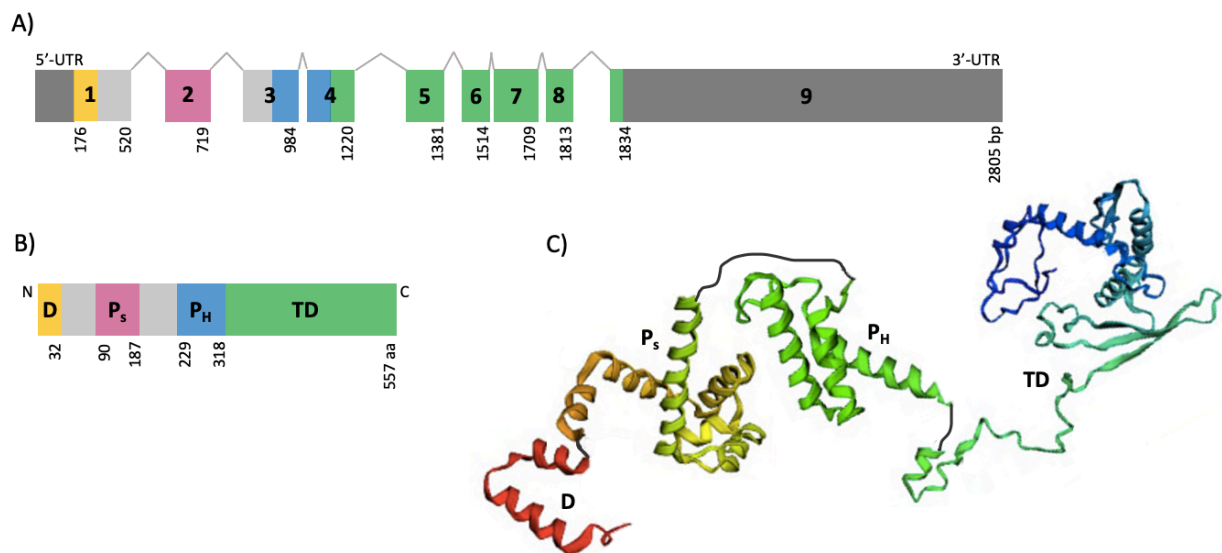 A)
5'-UTR 3'-UTR
1 2 3 4 5 6 7 8 9
176 520 719 984 1220 1381 1514 1709 1813 1834 2805 bp
B)
N D Ps PH TD C
32 90 187 229 318 557 aa
C)
Ps PH
TD
D